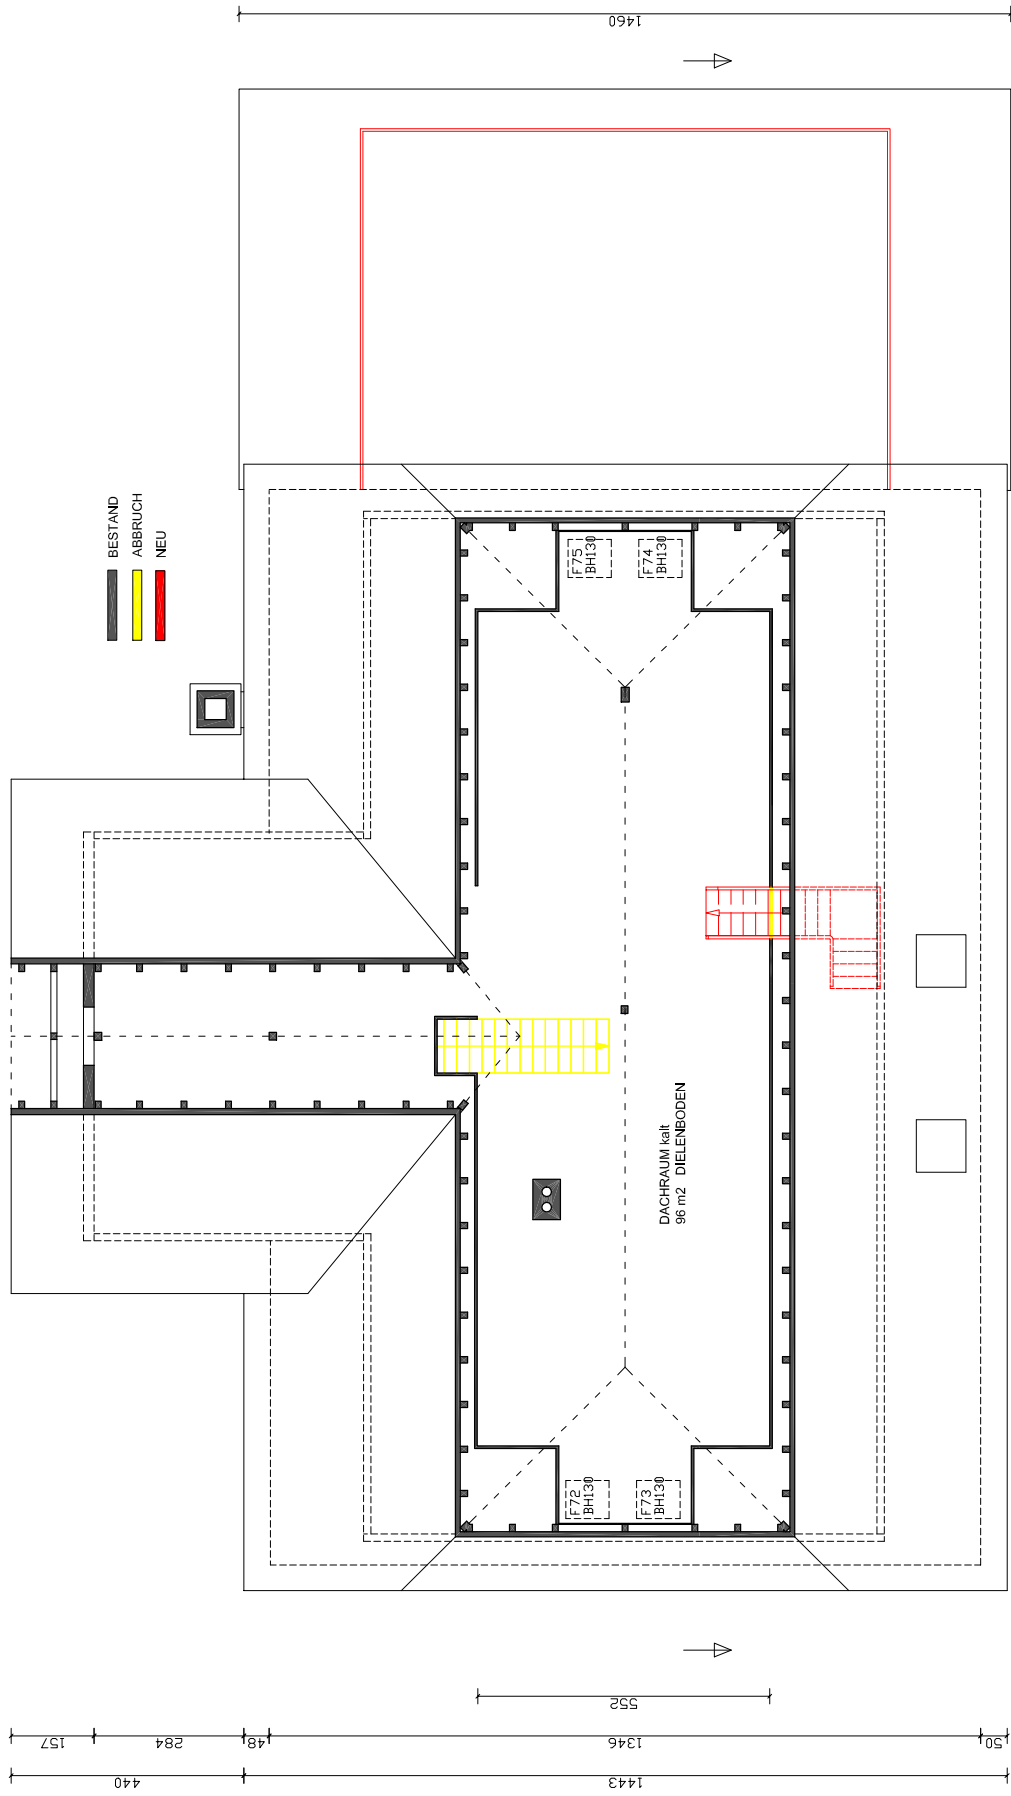 1460
BESTAND
ABBRUCH
NEU
F75
BH130
F74
BH130
DACHRAUM kalt
96 m2 DIELENBODEN
F72
BH130
F73
BH130
552
157
284
48
1346
50
440
1443